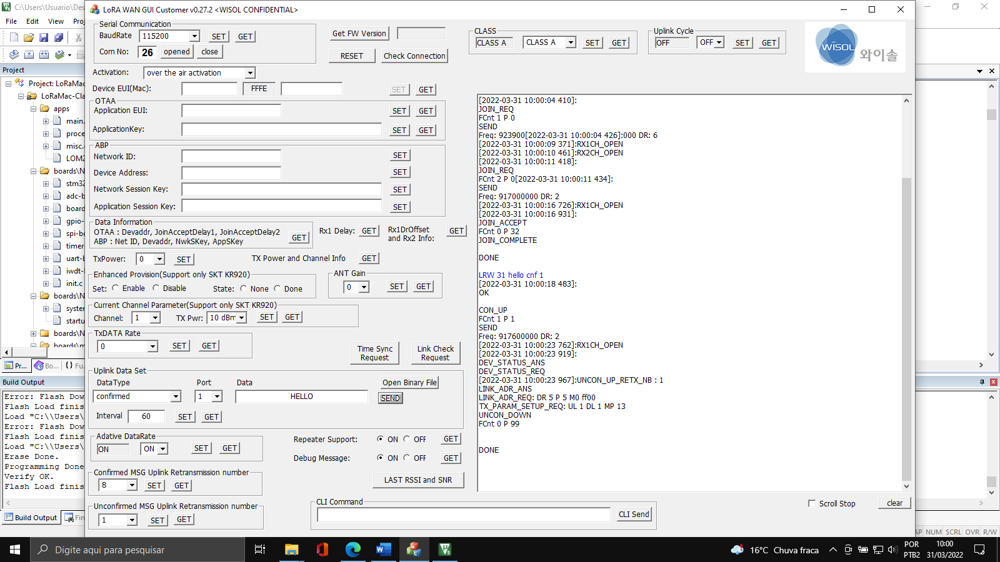 C:\Users\Usuario\Des
File Edit View Proj
Project
Project: LoRaMac
LoRaMac-Cla
apps
main.
proce
misc.
LOM2
boards\N
stm32
adc-b
board
gpio-
spi-bo
timer-
uart-b
iwdt-b
init.c
boards\N
system
startu
boards\N
boards\m
Pr... Bo... {} Fu
Build Output
Error: Flash Dow
Flash Load finis
Load "C:\\Users\
Error: Flash Dow
Flash Load finis
Load "C:\\Users\
Erase Done.
Programming Done
Verify OK.
Flash Load finis
Build Output Fin
LoRA WAN GUI Customer v0.27.2 <WISOL CONFIDENTIAL>
Serial Communication
BaudRate 115200 SET GET
Com No: 26 opened close
Get FW Version
RESET Check Connection
CLASS
CLASS A CLASS A SET GET
Uplink Cycle
OFF OFF SET GET
WISOL 와이솔
Activation: over the air activation
Device EUI(Mac): FFFE SET GET
OTAA
Application EUI: SET GET
ApplicationKey: SET GET
ABP
Network ID: SET
Device Address: SET
Network Session Key: SET
Application Session Key: SET
Data Information
OTAA : Devaddr, JoinAcceptDelay1, JoinAcceptDelay2
ABP : Net ID, Devaddr, NwkSKey, AppSKey
GET
Rx1 Delay: GET
Rx1DrOffset
and Rx2 Info:
GET
TxPower: 0 SET
TX Power and Channel Info GET
Enhanced Provision(Support only SKT KR920)
Set: Enable Disable State: None Done
ANT Gain
0 SET GET
Current Channel Parameter(Support only SKT KR920)
Channel: 1 TX Pwr: 10 dBm SET GET
TxDATA Rate
0 SET GET
Time Sync
Request
Link Check
Request
Uplink Data Set
DataType Port Data Open Binary File
confirmed 1 HELLO SEND
Interval 60 SET GET
Adative DataRate
ON ON SET GET
Repeater Support: ON OFF GET
Debug Message: ON OFF GET
Confirmed MSG Uplink Retransmission number
8 SET GET
LAST RSSI and SNR
Unconfirmed MSG Uplink Retransmission number
1 SET GET
CLI Command
CLI Send
[2022-03-31 10:00:04 410]:
JOIN_REQ
FCnt 1 P 0
SEND
Freq: 923900[2022-03-31 10:00:04 426]:000 DR: 6
[2022-03-31 10:00:09 371]:RX1CH_OPEN
[2022-03-31 10:00:10 461]:RX2CH_OPEN
[2022-03-31 10:00:11 418]:
JOIN_REQ
FCnt 2 P 0[2022-03-31 10:00:11 434]:
SEND
Freq: 917000000 DR: 2
[2022-03-31 10:00:16 726]:RX1CH_OPEN
[2022-03-31 10:00:16 931]:
JOIN_ACCEPT
FCnt 0 P 32
JOIN_COMPLETE
DONE
LRW 31 hello cnf 1
[2022-03-31 10:00:18 483]:
OK
CON_UP
FCnt 1 P 1
SEND
Freq: 917600000 DR: 2
[2022-03-31 10:00:23 762]:RX1CH_OPEN
[2022-03-31 10:00:23 919]:
DEV_STATUS_ANS
DEV_STATUS_REQ
[2022-03-31 10:00:23 967]:UNCON_UP_RETX_NB : 1
LINK_ADR_ANS
LINK_ADR_REQ: DR 5 P 5 M0 ff00
TX_PARAM_SETUP_REQ: UL 1 DL 1 MP 13
UNCON_DOWN
FCnt 0 P 99
DONE
Scroll Stop clear
AP NUM SCRL OVR R/W
Digite aqui para pesquisar
16°C Chuva fraca
POR
PTB2
10:00
31/03/2022